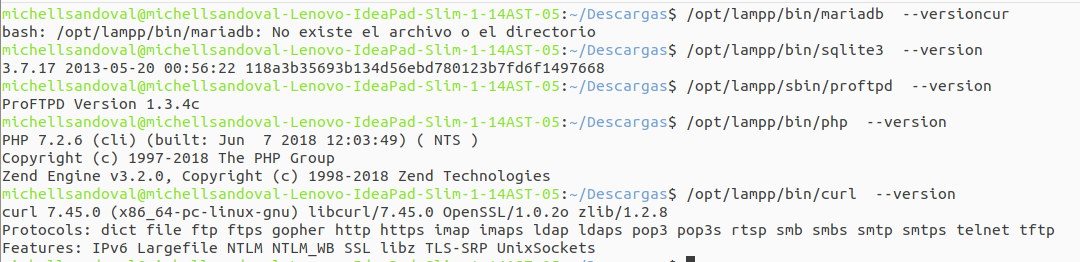 michellsandoval@michellsandoval-Lenovo-IdeaPad-Slim-1-14AST-05:~/Descargas$ /opt/lampp/bin/mariadb  --versioncur
bash: /opt/lampp/bin/mariadb: No existe el archivo o el directorio
michellsandoval@michellsandoval-Lenovo-IdeaPad-Slim-1-14AST-05:~/Descargas$ /opt/lampp/bin/sqlite3  --version
3.7.17 2013-05-20 00:56:22 118a3b35693b134d56ebd780123b7fd6f1497668
michellsandoval@michellsandoval-Lenovo-IdeaPad-Slim-1-14AST-05:~/Descargas$ /opt/lampp/sbin/proftpd  --version
ProFTPD Version 1.3.4c
michellsandoval@michellsandoval-Lenovo-IdeaPad-Slim-1-14AST-05:~/Descargas$ /opt/lampp/bin/php  --version
PHP 7.2.6 (cli) (built: Jun  7 2018 12:03:49) ( NTS )
Copyright (c) 1997-2018 The PHP Group
Zend Engine v3.2.0, Copyright (c) 1998-2018 Zend Technologies
michellsandoval@michellsandoval-Lenovo-IdeaPad-Slim-1-14AST-05:~/Descargas$ /opt/lampp/bin/curl  --version
curl 7.45.0 (x86_64-pc-linux-gnu) libcurl/7.45.0 OpenSSL/1.0.2o zlib/1.2.8
Protocols: dict file ftp ftps gopher http https imap imaps ldap ldaps pop3 pop3s rtsp smb smbs smtp smtps telnet tftp
Features: IPv6 Largefile NTLM NTLM_WB SSL libz TLS-SRP UnixSockets